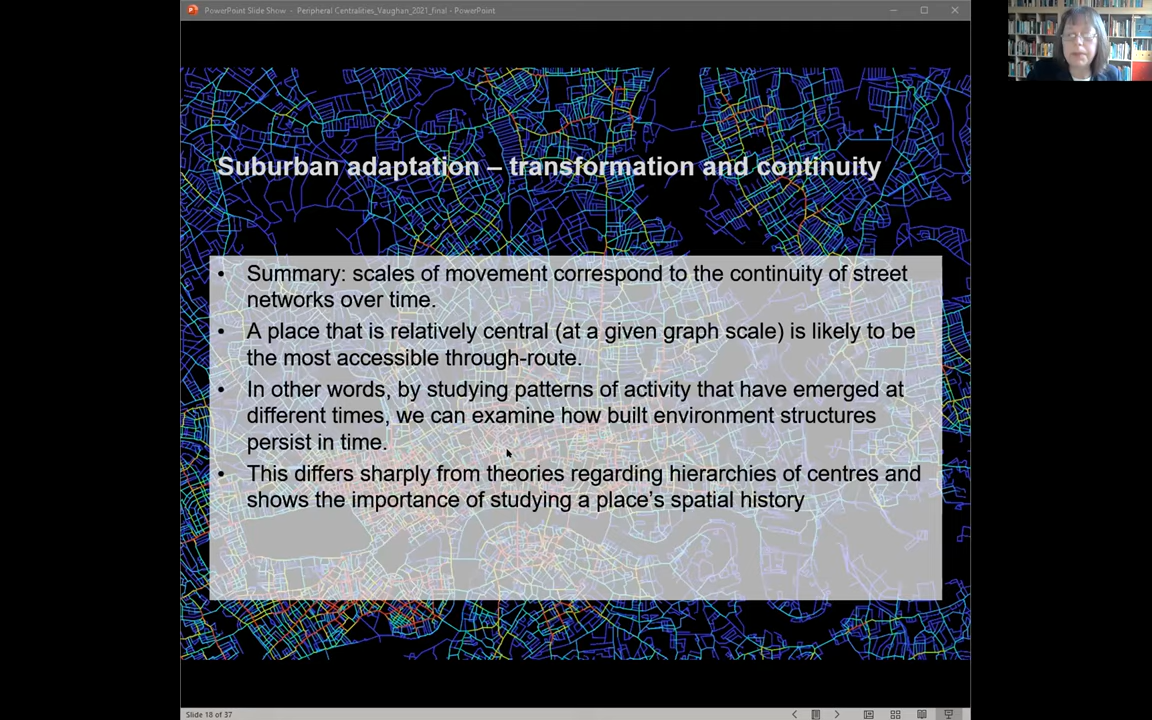 PowerPoint Slide Show - Peripheral Centralities_Vaughan_2021_final - PowerPoint
Suburban adaptation – transformation and continuity
• Summary: scales of movement correspond to the continuity of street
networks over time.
• A place that is relatively central (at a given graph scale) is likely to be
the most accessible through-route.
• In other words, by studying patterns of activity that have emerged at
different times, we can examine how built environment structures
persist in time.
• This differs sharply from theories regarding hierarchies of centres and
shows the importance of studying a place’s spatial history
Slide 18 of 37